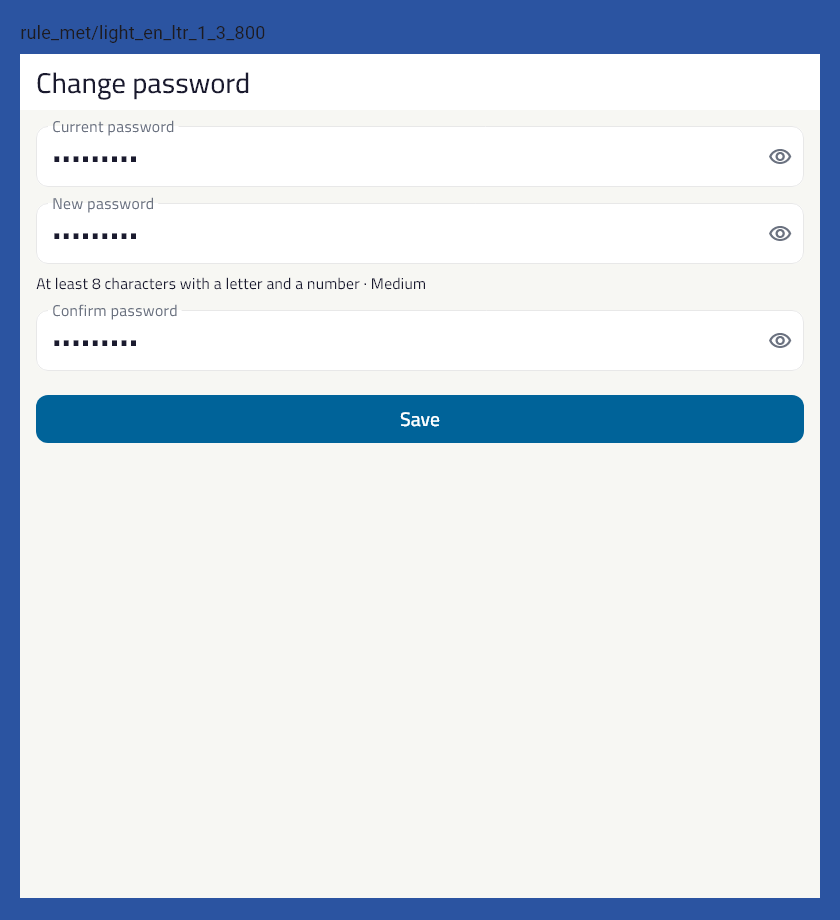 rule_met/light_en_ltr_1_3_800
Change password
Current password
▪▪▪▪▪▪▪▪▪
New password
▪▪▪▪▪▪▪▪▪
At least 8 characters with a letter and a number · Medium
Confirm password
▪▪▪▪▪▪▪▪▪
Save